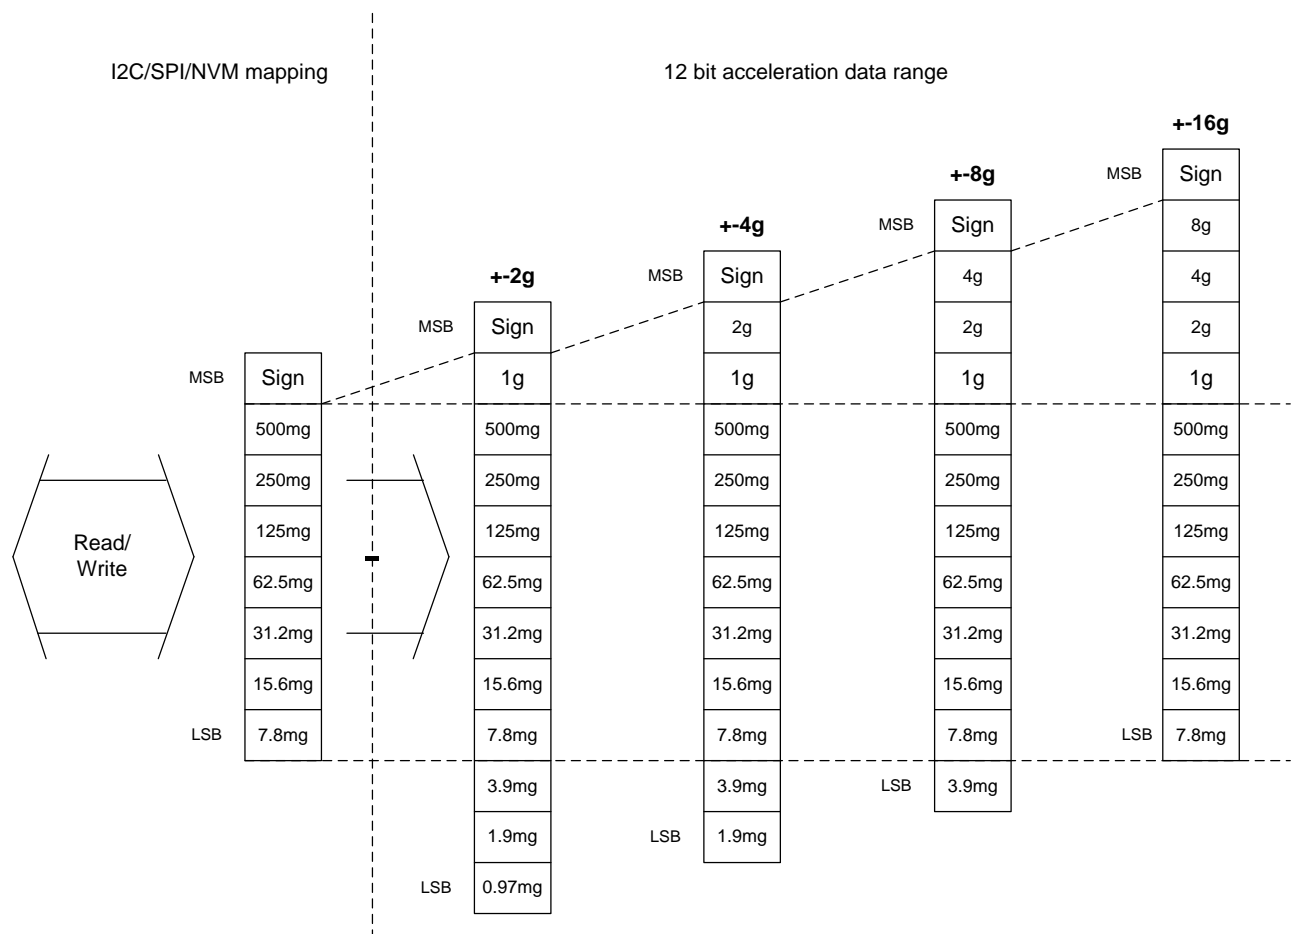 I2C/SPI/NVM mapping
12 bit acceleration data range
+-16g
MSB Sign
8g
4g
2g
1g
500mg
250mg
125mg
62.5mg
31.2mg
15.6mg
LSB 7.8mg
+-8g
MSB Sign
4g
2g
1g
500mg
250mg
125mg
62.5mg
31.2mg
15.6mg
7.8mg
LSB 3.9mg
+-4g
MSB Sign
2g
1g
500mg
250mg
125mg
62.5mg
31.2mg
15.6mg
7.8mg
3.9mg
LSB 1.9mg
+-2g
MSB Sign
1g
500mg
250mg
125mg
62.5mg
31.2mg
15.6mg
7.8mg
3.9mg
1.9mg
LSB 0.97mg
MSB Sign
500mg
250mg
125mg
62.5mg
31.2mg
15.6mg
LSB 7.8mg
Read/
Write